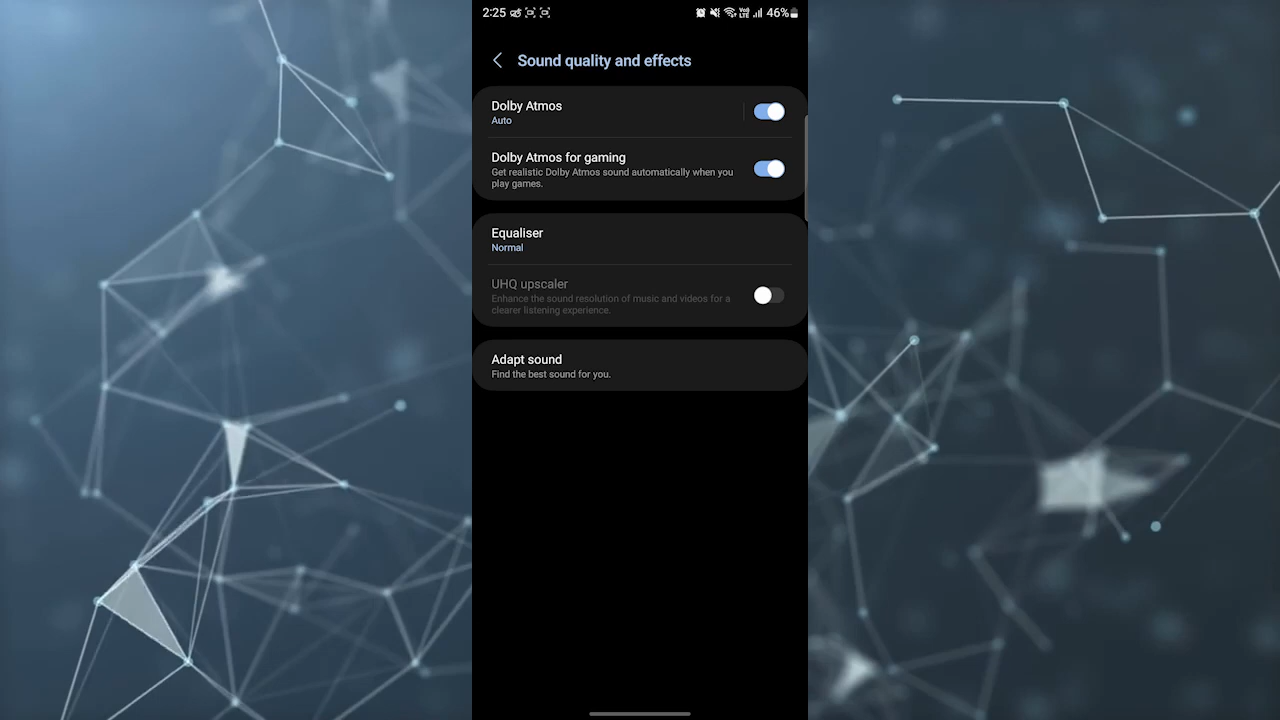 2:25 VoD LTE 46%
Sound quality and effects
Dolby Atmos
Auto
Dolby Atmos for gaming
Get realistic Dolby Atmos sound automatically when you
play games.
Equaliser
Normal
UHQ upscaler
Enhance the sound resolution of music and videos for a
clearer listening experience.
Adapt sound
Find the best sound for you.